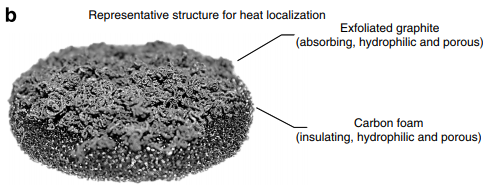 b
Representative structure for heat localization
Exfoliated graphite
(absorbing, hydrophilic and porous)
Carbon foam
(insulating, hydrophilic and porous)